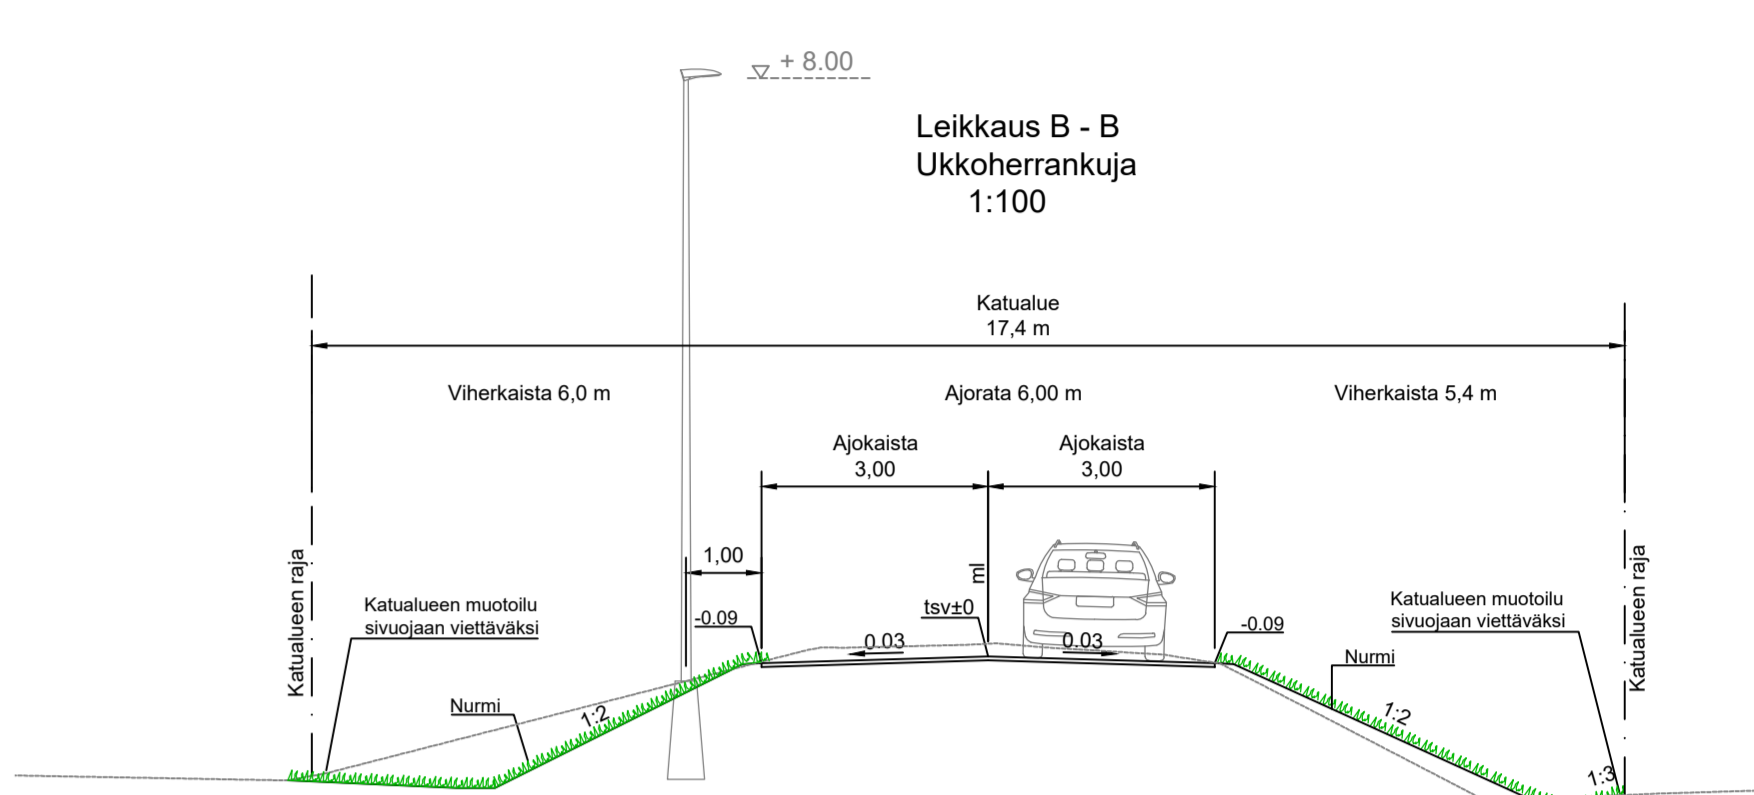 + 8.00
Leikkaus B - B
Ukkoherrankuja
1:100
Katualue
17,4 m
Viherkaista 6,0 m
Ajorata 6,00 m
Viherkaista 5,4 m
Ajokaista
3,00
Ajokaista
3,00
1,00
ml
Katualueen raja
Katualueen muotoilu
sivuojaan viettäväksi
-0.09
tsv±0
0.03
0.03
-0.09
Katualueen muotoilu
sivuojaan viettäväksi
Katualueen raja
Nurmi
1:2
Nurmi
1:2
1:3